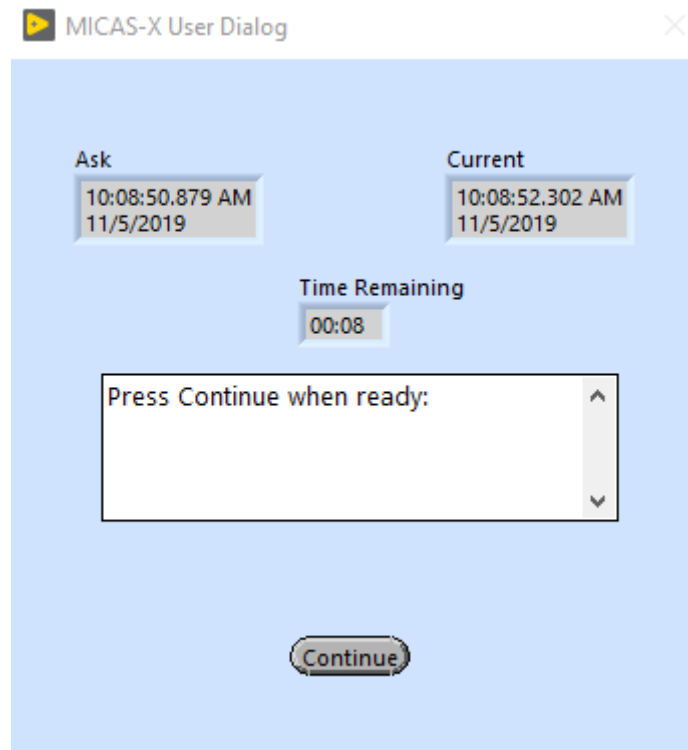 MICAS-X User Dialog
Ask
10:08:50.879 AM
11/5/2019
Current
10:08:52.302 AM
11/5/2019
Time Remaining
00:08
Press Continue when ready:
Continue